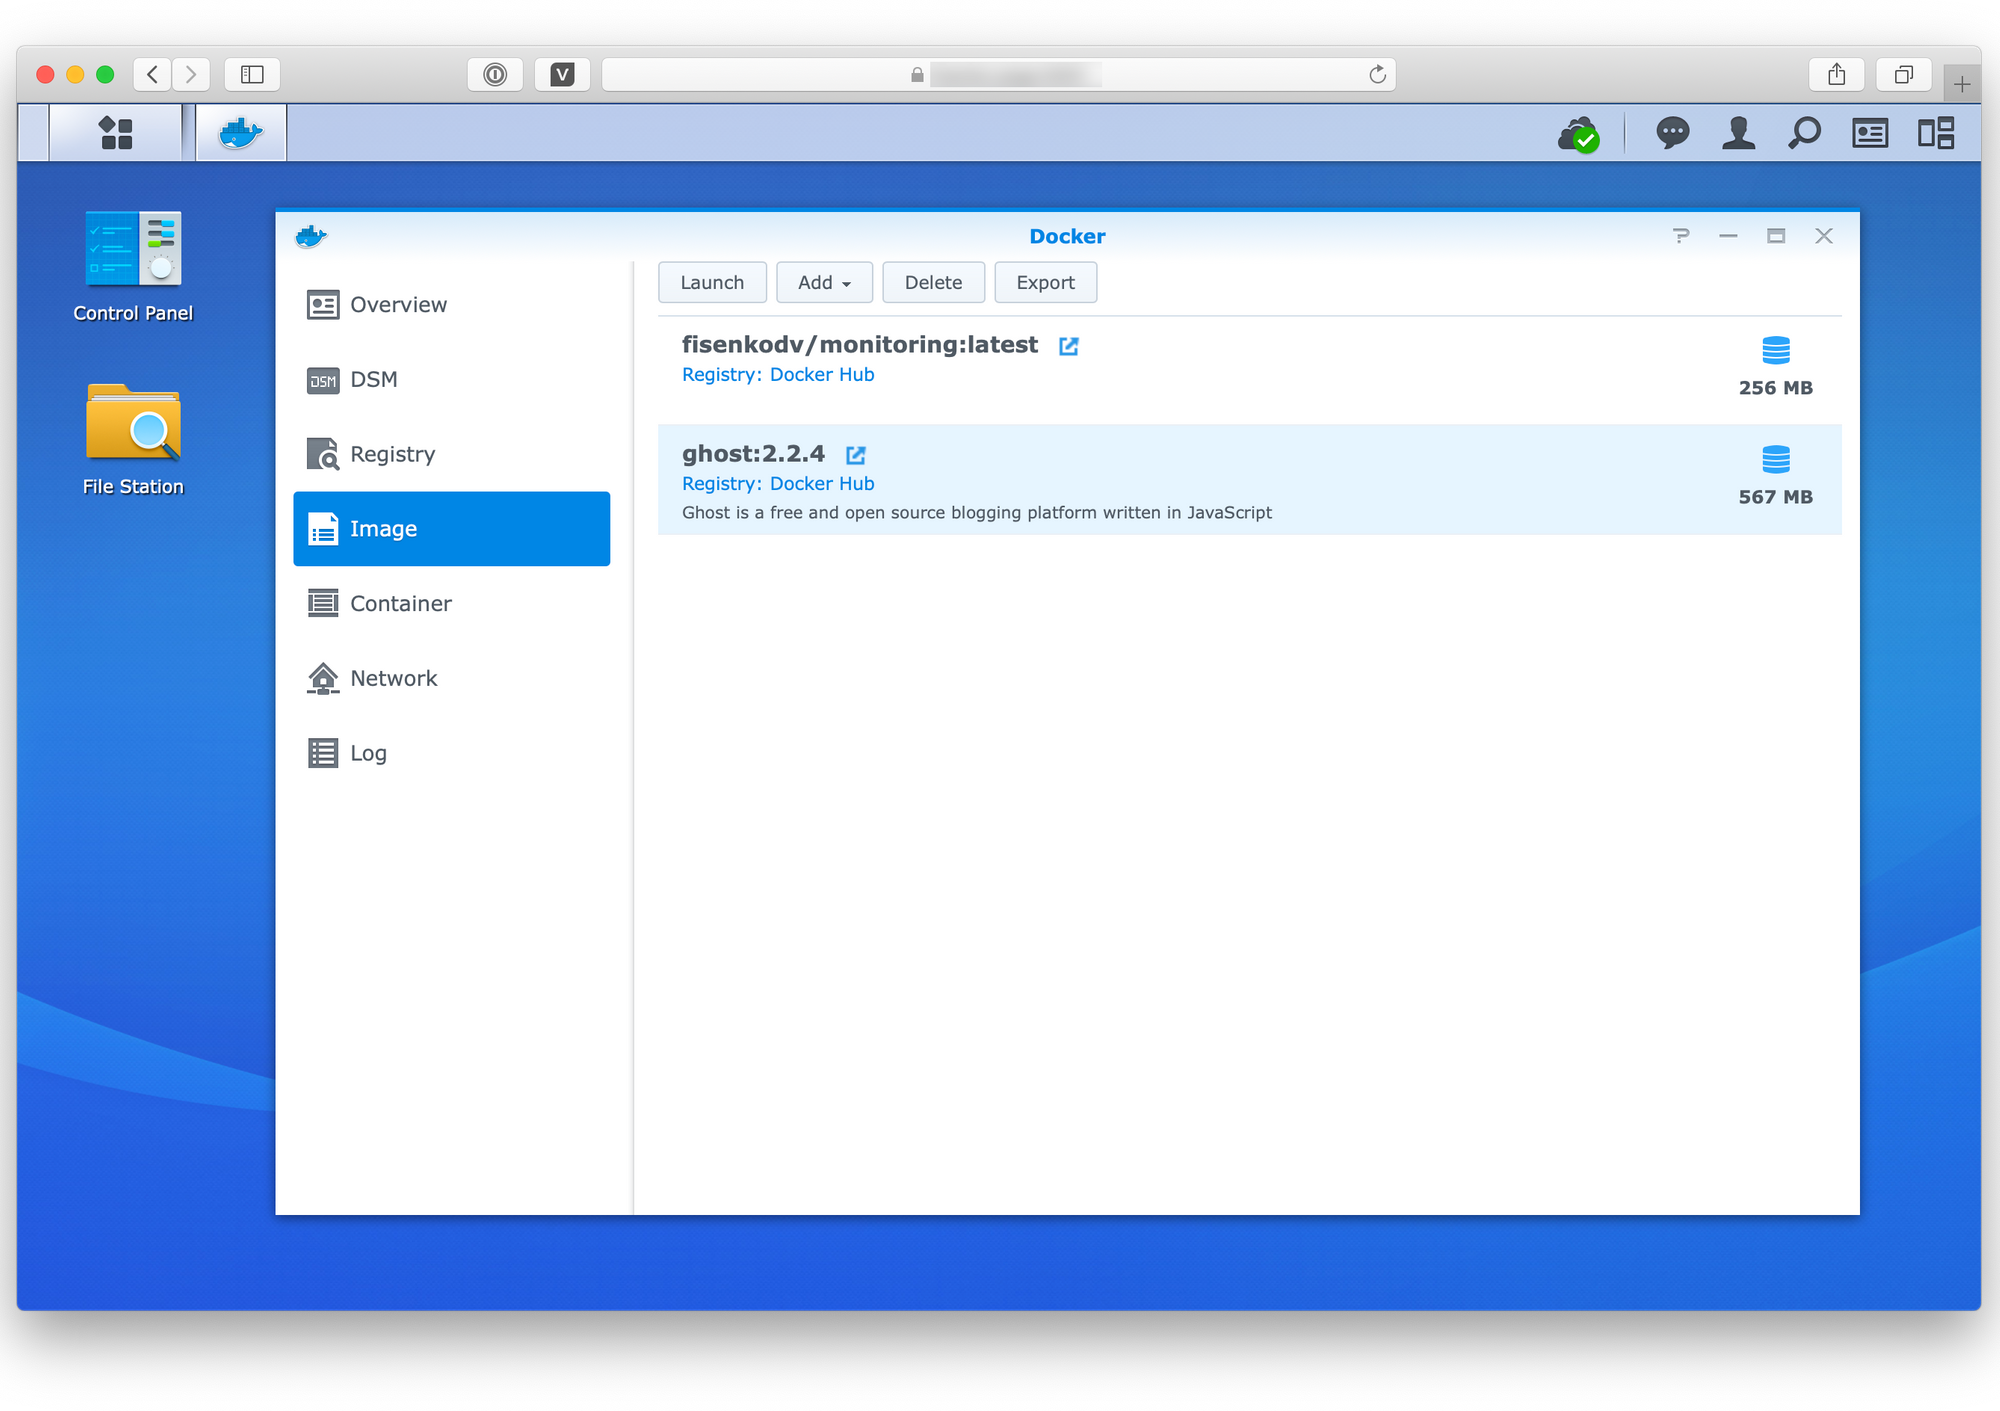 V
Control Panel
File Station
Docker
Overview
DSM
DSM
Registry
Image
Container
Network
Log
Launch
Add
Delete
Export
fisenkodv/monitoring:latest
Registry: Docker Hub
256 MB
ghost:2.2.4
Registry: Docker Hub
Ghost is a free and open source blogging platform written in JavaScript
567 MB